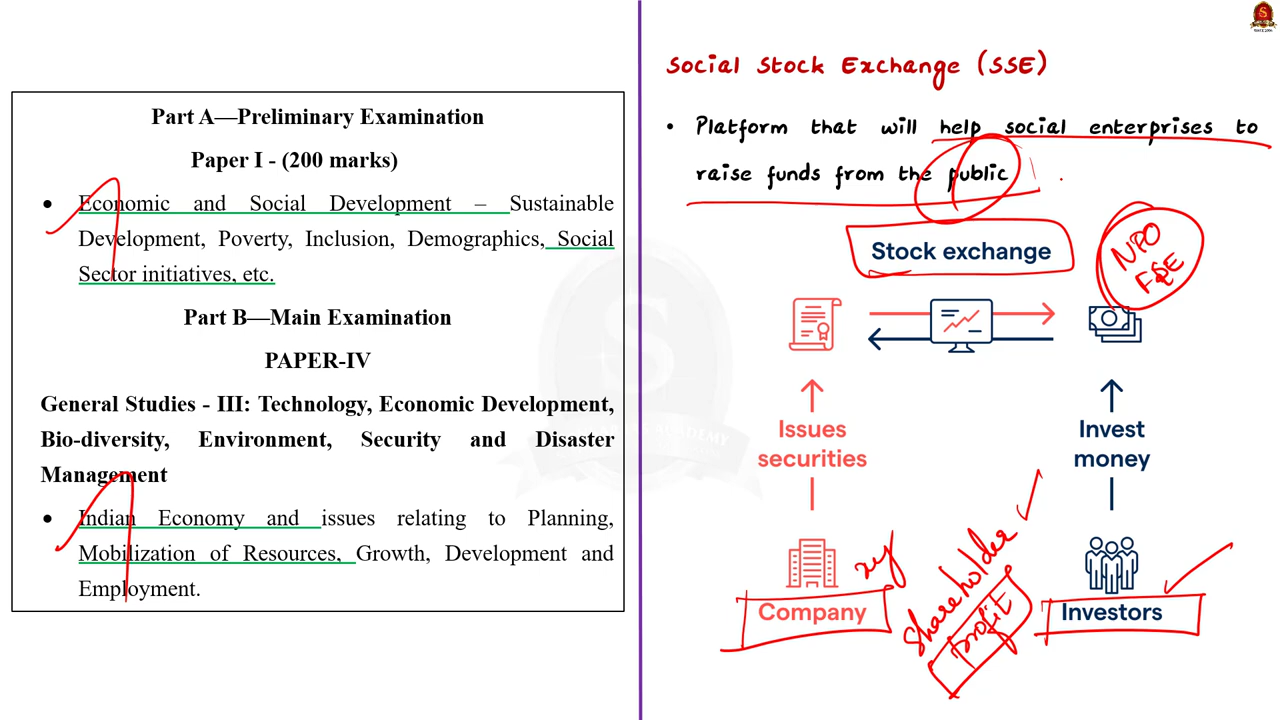 Part A—Preliminary Examination
Paper I - (200 marks)
• Economic and Social Development – Sustainable
Development, Poverty, Inclusion, Demographics, Social
Sector initiatives, etc.
Part B—Main Examination
PAPER-IV
General Studies - III: Technology, Economic Development,
Bio-diversity, Environment, Security and Disaster
Management
• Indian Economy and issues relating to Planning,
Mobilization of Resources, Growth, Development and
Employment.
Social Stock Exchange (SSE)
• Platform that will help social enterprises to
raise funds from the public
Stock exchange
NPO
FPE
Issues
securities
Invest
money
Shareholder
Profit
Company
Investors